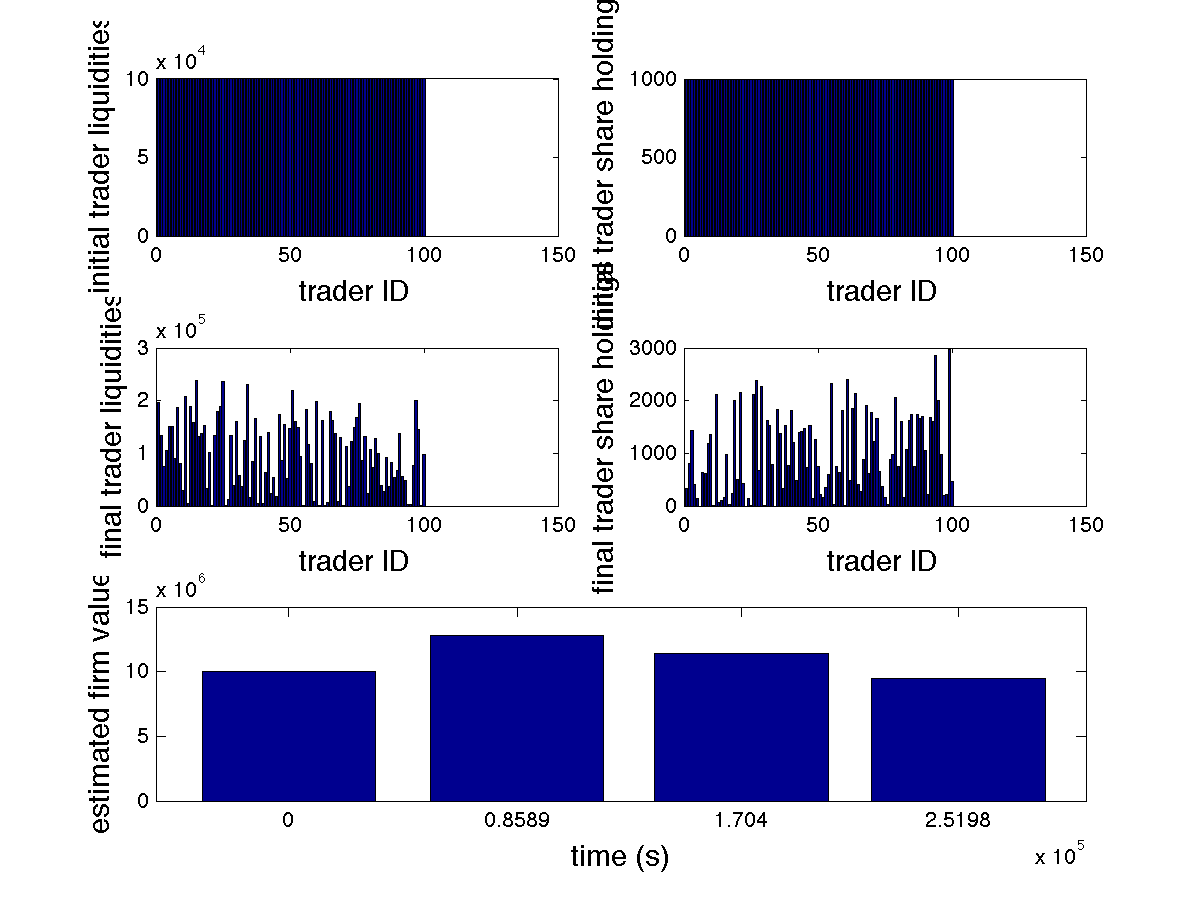 initial trader liquidities
x 10^4
10
5
0
0 50 100 150
trader ID
trader share holding
1000
500
0
0 50 100 150
trader ID
final trader liquidities
x 10^5
3
2
1
0
0 50 100 150
trader ID
final trader share holdings
3000
2000
1000
0
0 50 100 150
trader ID
estimated firm value
x 10^6
15
10
5
0
0 0.8589 1.704 2.5198
x 10^5
time (s)